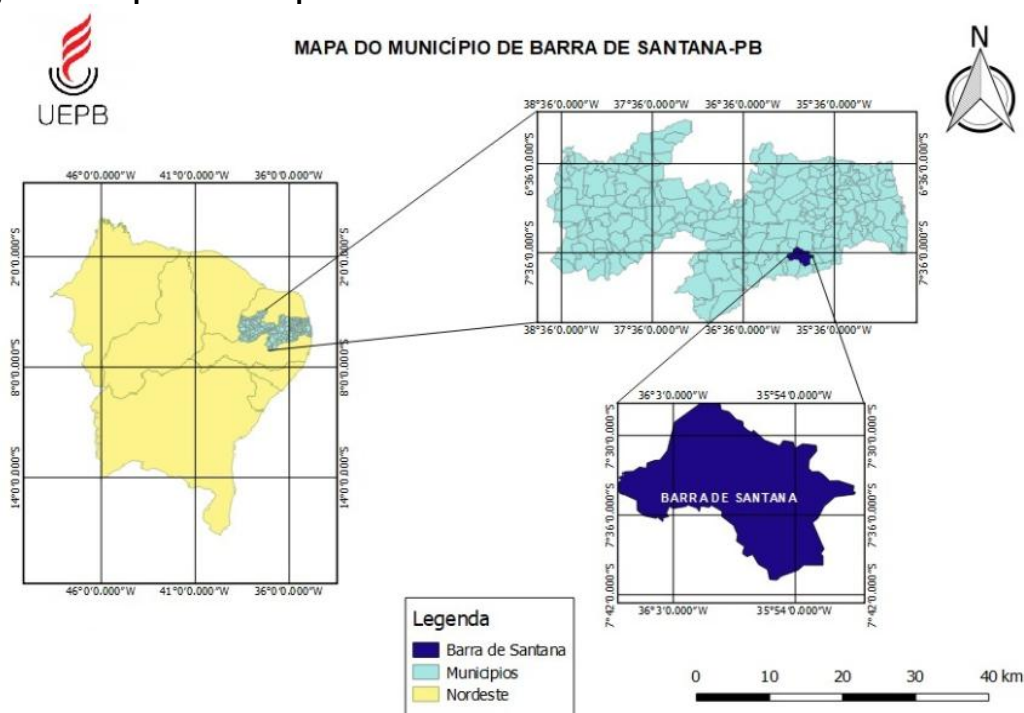 UEPB
MAPA DO MUNICÍPIO DE BARRA DE SANTANA-PB
N
38°36'0.000"W 37°36'0.000"W 36°36'0.000"W 35°36'0.000"W
6°36'0.000"S
6°36'0.000"S
7°36'0.000"S
7°36'0.000"S
38°36'0.000"W 37°36'0.000"W 36°36'0.000"W 35°36'0.000"W
46°0'0.000"W 41°0'0.000"W 36°0'0.000"W
2°0'0.000"S
2°0'0.000"S
8°0'0.000"S
8°0'0.000"S
14°0'0.000"S
14°0'0.000"S
46°0'0.000"W 41°0'0.000"W 36°0'0.000"W
36°3'0.000"W 35°54'0.000"W
7°30'0.000"S
7°30'0.000"S
BARRA DE SANTANA
7°36'0.000"S
7°36'0.000"S
7°42'0.000"S
7°42'0.000"S
36°3'0.000"W 35°54'0.000"W
Legenda
Barra de Santana
Municipios
Nordeste
0 10 20 30 40 km